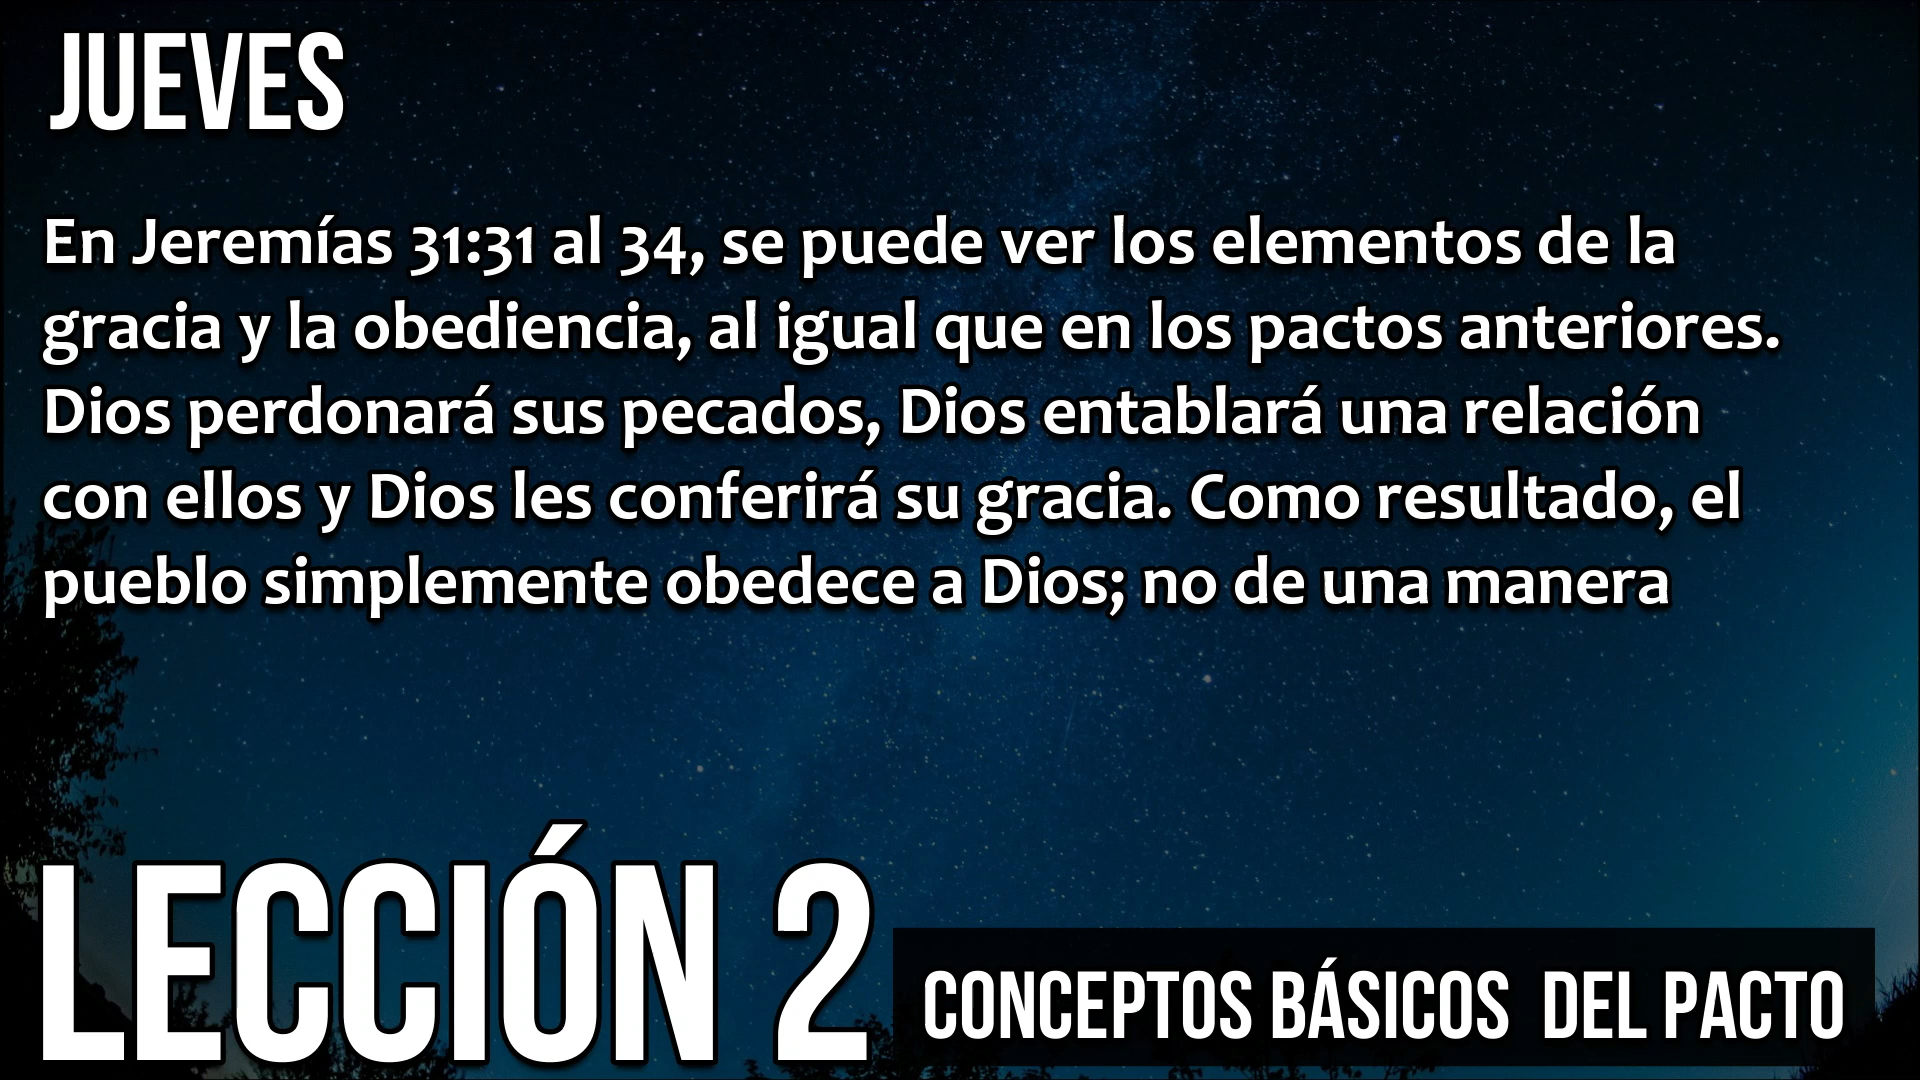 JUEVES
En Jeremías 31:31 al 34, se puede ver los elementos de la
gracia y la obediencia, al igual que en los pactos anteriores.
Dios perdonará sus pecados, Dios entablará una relación
con ellos y Dios les conferirá su gracia. Como resultado, el
pueblo simplemente obedece a Dios; no de una manera
LECCIÓN 2
CONCEPTOS BÁSICOS DEL PACTO